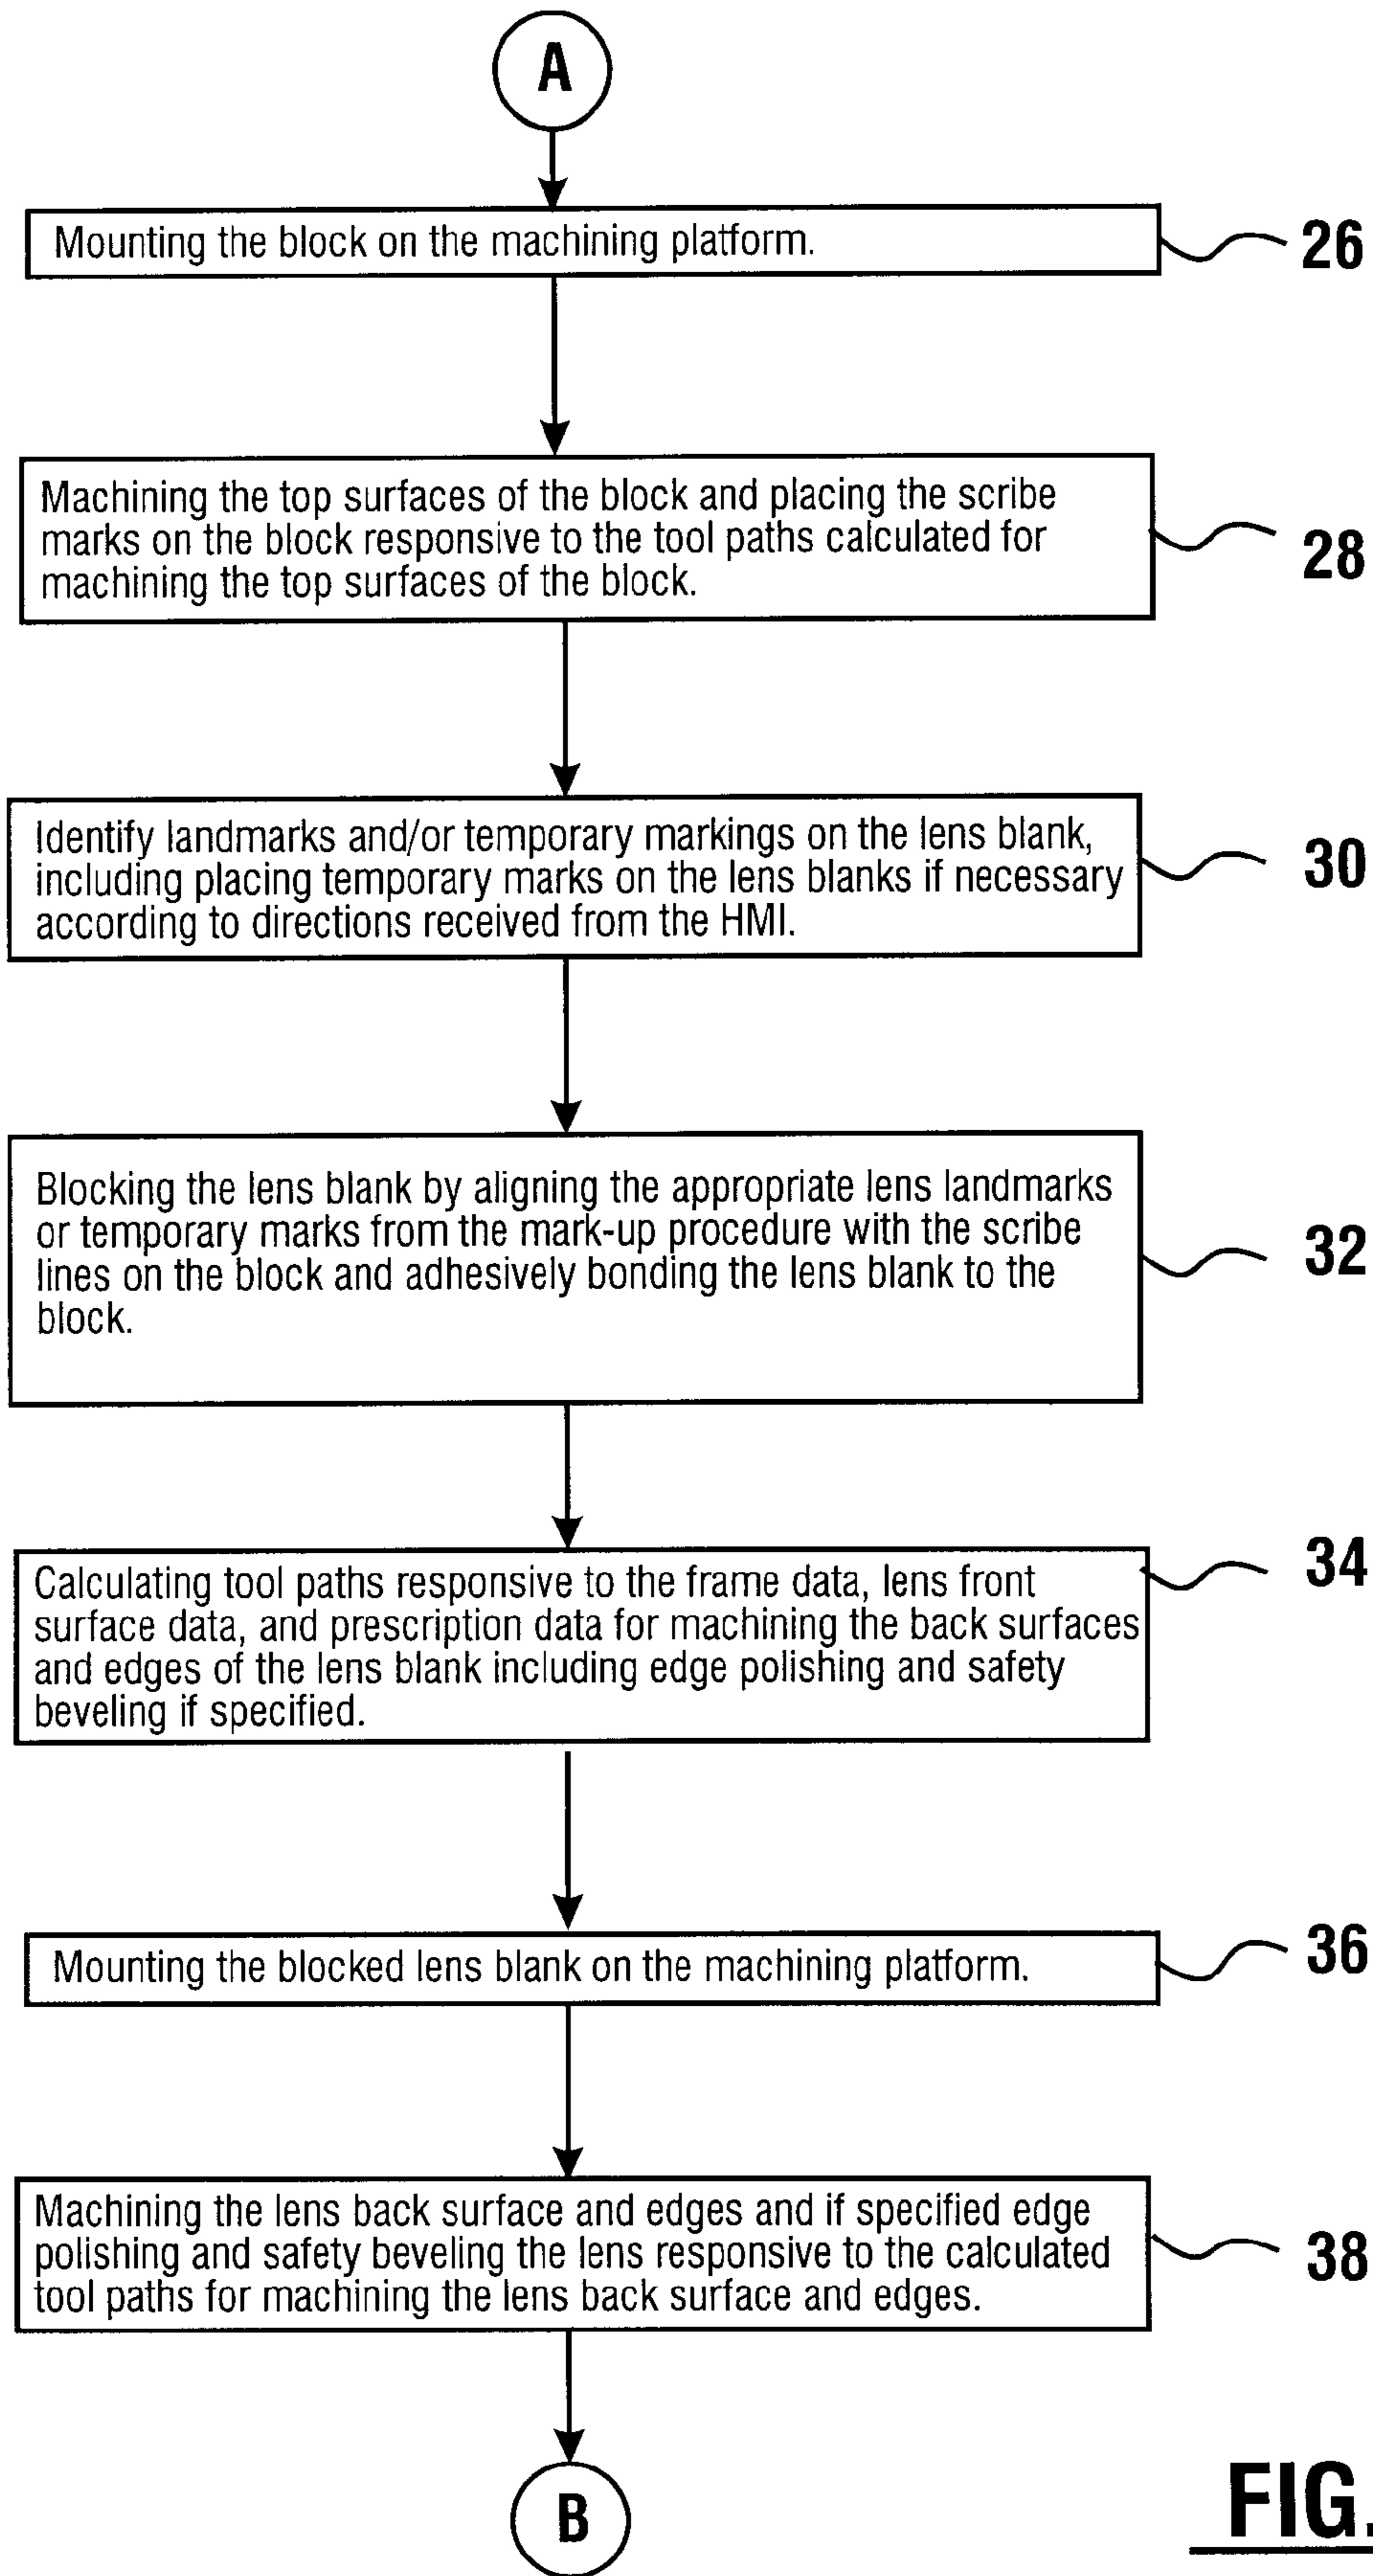 A
Mounting the block on the machining platform.
26
Machining the top surfaces of the block and placing the scribe
marks on the block responsive to the tool paths calculated for
machining the top surfaces of the block.
28
Identify landmarks and/or temporary markings on the lens blank,
including placing temporary marks on the lens blanks if necessary
according to directions received from the HMI.
30
Blocking the lens blank by aligning the appropriate lens landmarks
or temporary marks from the mark-up procedure with the scribe
lines on the block and adhesively bonding the lens blank to the
block.
32
Calculating tool paths responsive to the frame data, lens front
surface data, and prescription data for machining the back surfaces
and edges of the lens blank including edge polishing and safety
beveling if specified.
34
Mounting the blocked lens blank on the machining platform.
36
Machining the lens back surface and edges and if specified edge
polishing and safety beveling the lens responsive to the calculated
tool paths for machining the lens back surface and edges.
38
B
FIG.